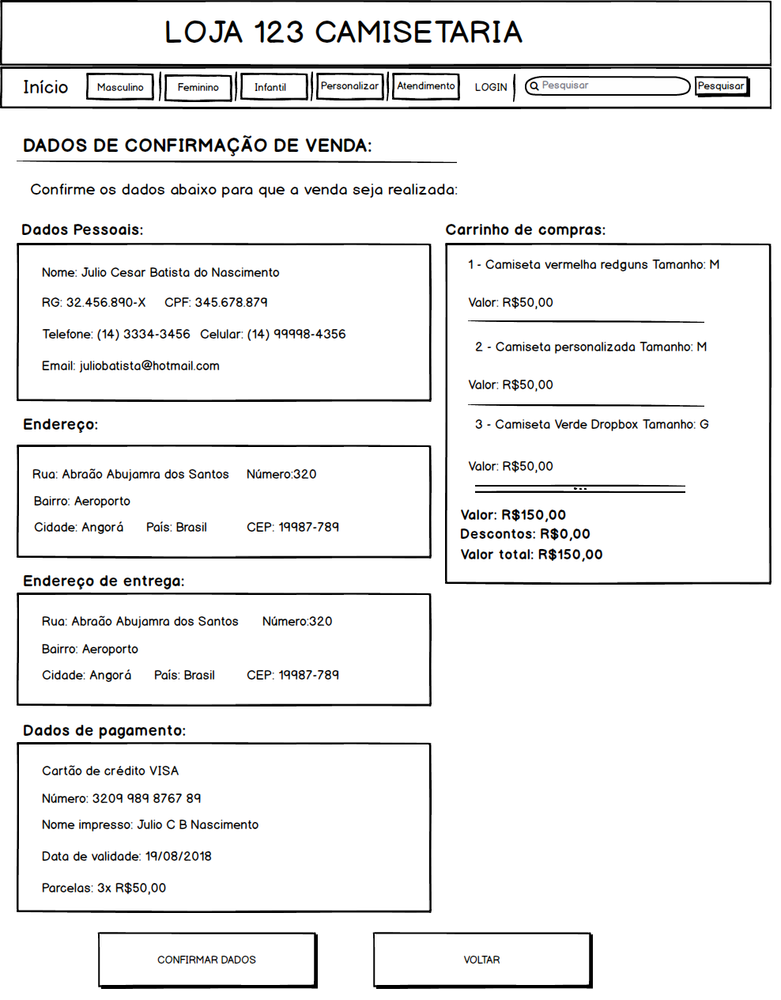 LOJA 123 CAMISETARIA
Início Masculino Feminino Infantil Personalizar Atendimento LOGIN Pesquisar Pesquisar
DADOS DE CONFIRMAÇÃO DE VENDA:
Confirme os dados abaixo para que a venda seja realizada:
Dados Pessoais:
Nome: Julio Cesar Batista do Nascimento
RG: 32.456.890-X CPF: 345.678.879
Telefone: (14) 3334-3456 Celular: (14) 99998-4356
Email: juliobatista@hotmail.com
Endereço:
Rua: Abraão Abujamra dos Santos Número:320
Bairro: Aeroporto
Cidade: Angorá País: Brasil CEP: 19987-789
Endereço de entrega:
Rua: Abraão Abujamra dos Santos Número:320
Bairro: Aeroporto
Cidade: Angorá País: Brasil CEP: 19987-789
Dados de pagamento:
Cartão de crédito VISA
Número: 3209 989 8767 89
Nome impresso: Julio C B Nascimento
Data de validade: 19/08/2018
Parcelas: 3x R$50,00
Carrinho de compras:
1 - Camiseta vermelha redguns Tamanho: M
Valor: R$50,00
2 - Camiseta personalizada Tamanho: M
Valor: R$50,00
3 - Camiseta Verde Dropbox Tamanho: G
Valor: R$50,00
Valor: R$150,00
Descontos: R$0,00
Valor total: R$150,00
CONFIRMAR DADOS VOLTAR